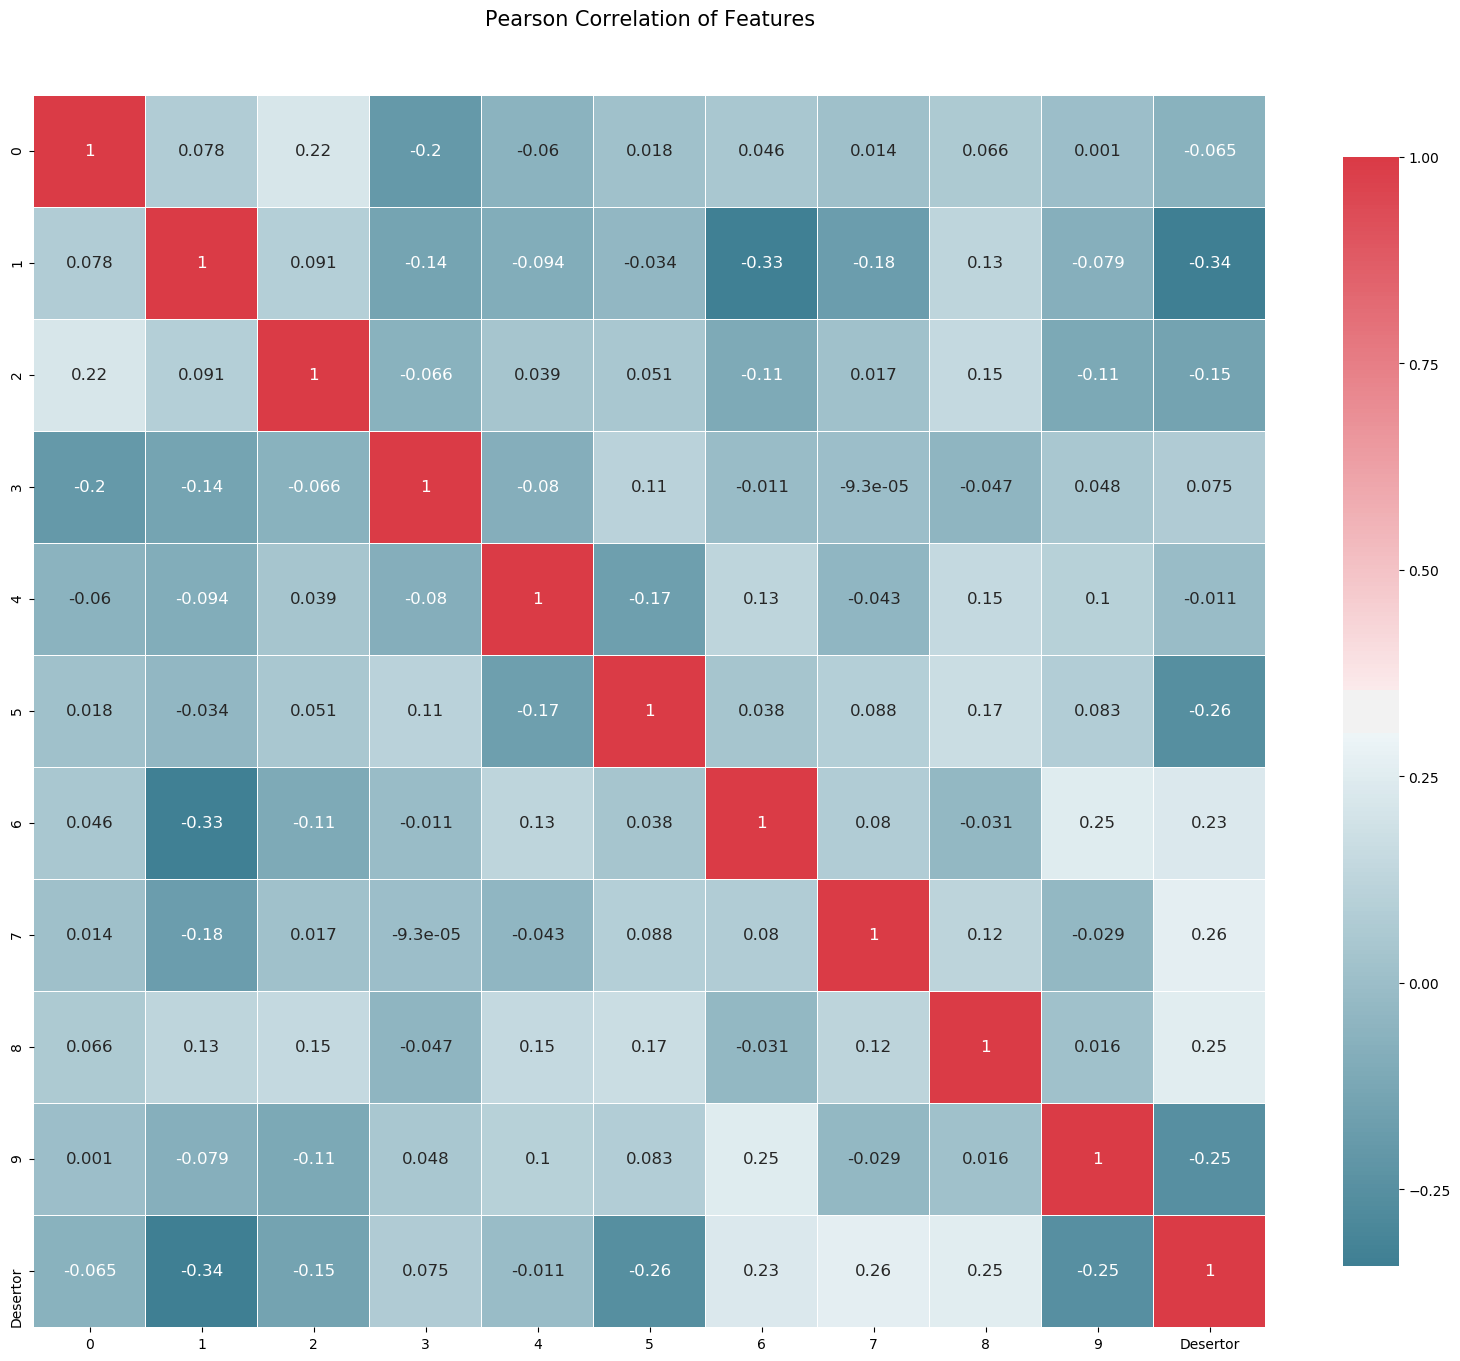 Pearson Correlation of Features
0 1 0.078 0.22 -0.2 -0.06 0.018 0.046 0.014 0.066 0.001 -0.065
1 0.078 1 0.091 -0.14 -0.094 -0.034 -0.33 -0.18 0.13 -0.079 -0.34
2 0.22 0.091 1 -0.066 0.039 0.051 -0.11 0.017 0.15 -0.11 -0.15
3 -0.2 -0.14 -0.066 1 -0.08 0.11 -0.011 -9.3e-05 -0.047 0.048 0.075
4 -0.06 -0.094 0.039 -0.08 1 -0.17 0.13 -0.043 0.15 0.1 -0.011
5 0.018 -0.034 0.051 0.11 -0.17 1 0.038 0.088 0.17 0.083 -0.26
6 0.046 -0.33 -0.11 -0.011 0.13 0.038 1 0.08 -0.031 0.25 0.23
7 0.014 -0.18 0.017 -9.3e-05 -0.043 0.088 0.08 1 0.12 -0.029 0.26
8 0.066 0.13 0.15 -0.047 0.15 0.17 -0.031 0.12 1 0.016 0.25
9 0.001 -0.079 -0.11 0.048 0.1 0.083 0.25 -0.029 0.016 1 -0.25
Desertor -0.065 -0.34 -0.15 0.075 -0.011 -0.26 0.23 0.26 0.25 -0.25 1
0 1 2 3 4 5 6 7 8 9 Desertor
1.00
0.75
0.50
0.25
0.00
−0.25